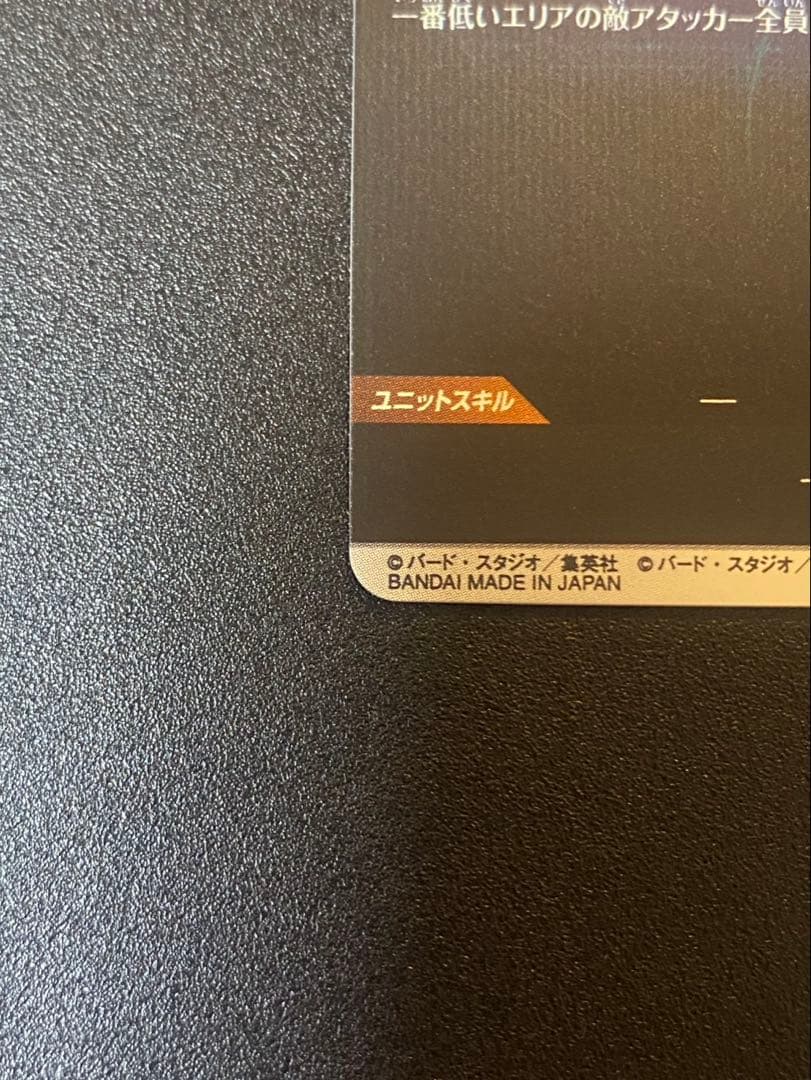 一番低いエリアの敵アタッカー全員
ユニットスキル
—
©バード・スタジオ／集英社 ©バード・スタジオ／
BANDAI MADE IN JAPAN